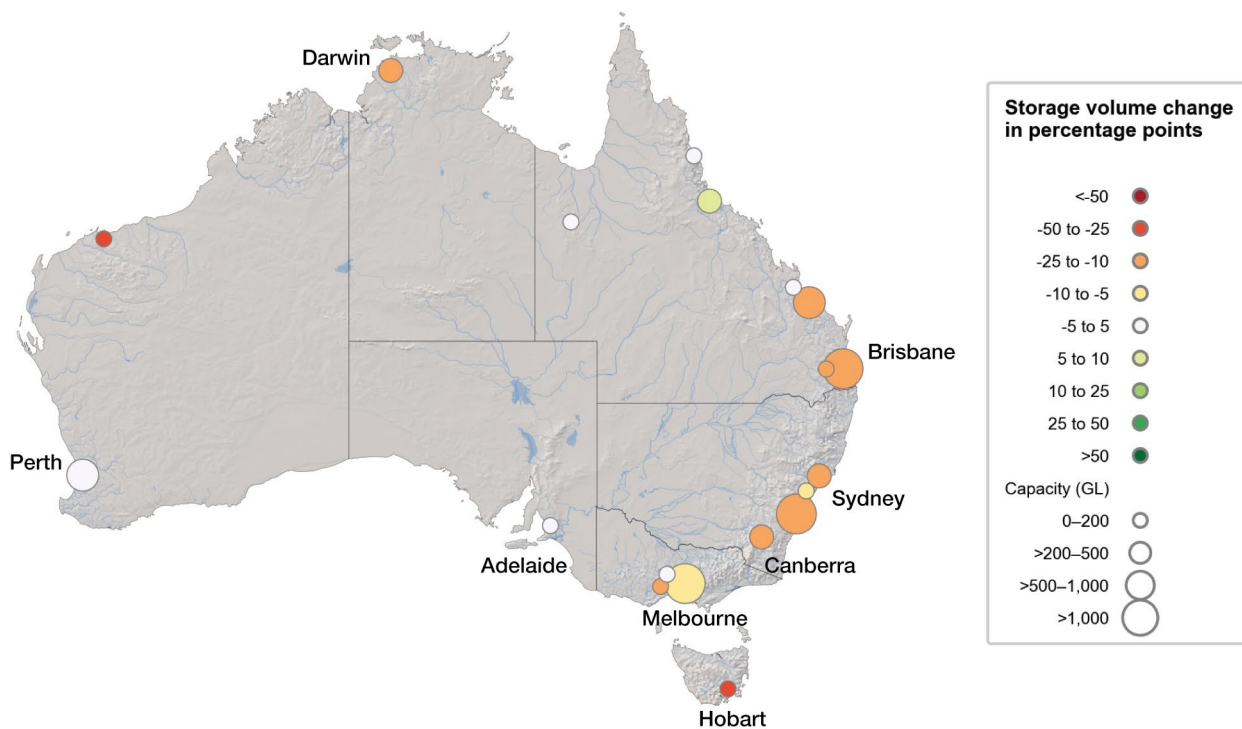 Darwin
Brisbane
Perth
Sydney
Adelaide
Canberra
Melbourne
Hobart
Storage volume change
in percentage points
<-50
-50 to -25
-25 to -10
-10 to -5
-5 to 5
5 to 10
10 to 25
25 to 50
>50
Capacity (GL)
0–200
>200–500
>500–1,000
>1,000